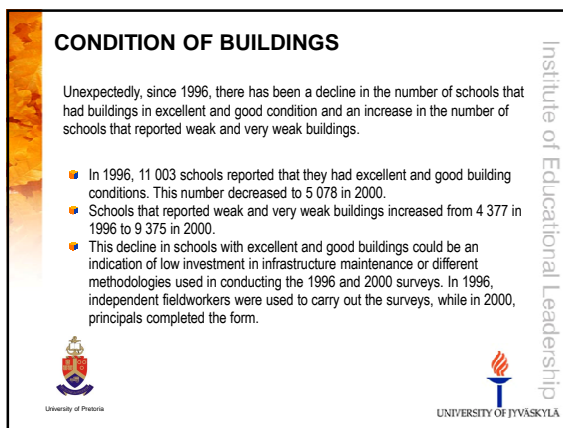 CONDITION OF BUILDINGS
Unexpectedly, since 1996, there has been a decline in the number of schools that
had buildings in excellent and good condition and an increase in the number of
schools that reported weak and very weak buildings.
In 1996, 11 003 schools reported that they had excellent and good building
conditions. This number decreased to 5 078 in 2000.
Schools that reported weak and very weak buildings increased from 4 377 in
1996 to 9 375 in 2000.
This decline in schools with excellent and good buildings could be an
indication of low investment in infrastructure maintenance or different
methodologies used in conducting the 1996 and 2000 surveys. In 1996,
independent fieldworkers were used to carry out the surveys, while in 2000,
principals completed the form.
Institute of Educational Leadership
University of Pretoria
UNIVERSITY OF JYVÄSKYLÄ